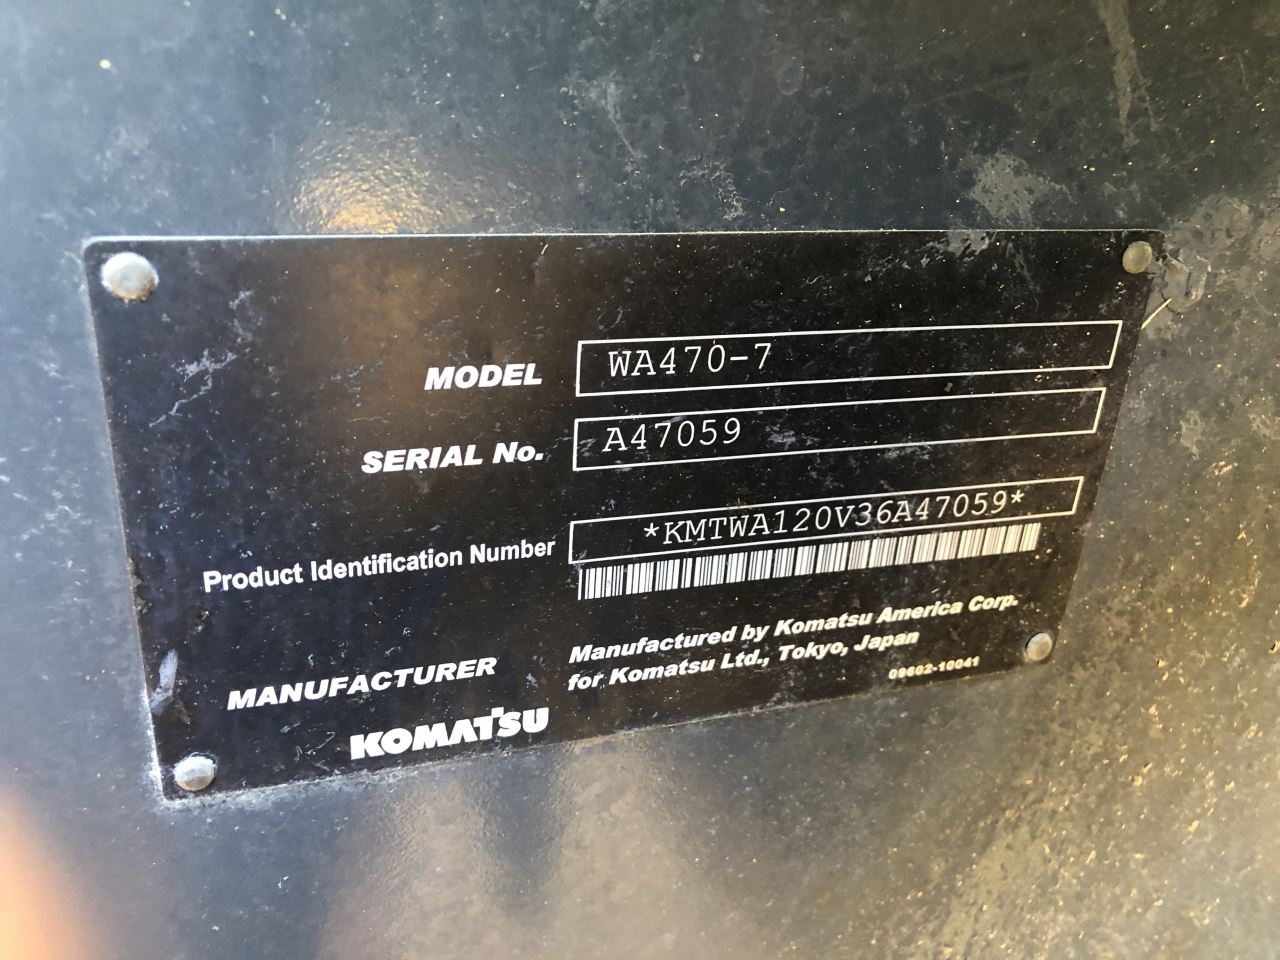 MODEL WA470-7
SERIAL No. A47059
Product Identification Number *KMTWA120V36A47059*
MANUFACTURER Manufactured by Komatsu America Corp.
for Komatsu Ltd., Tokyo, Japan
09602-10041
KOMATSU